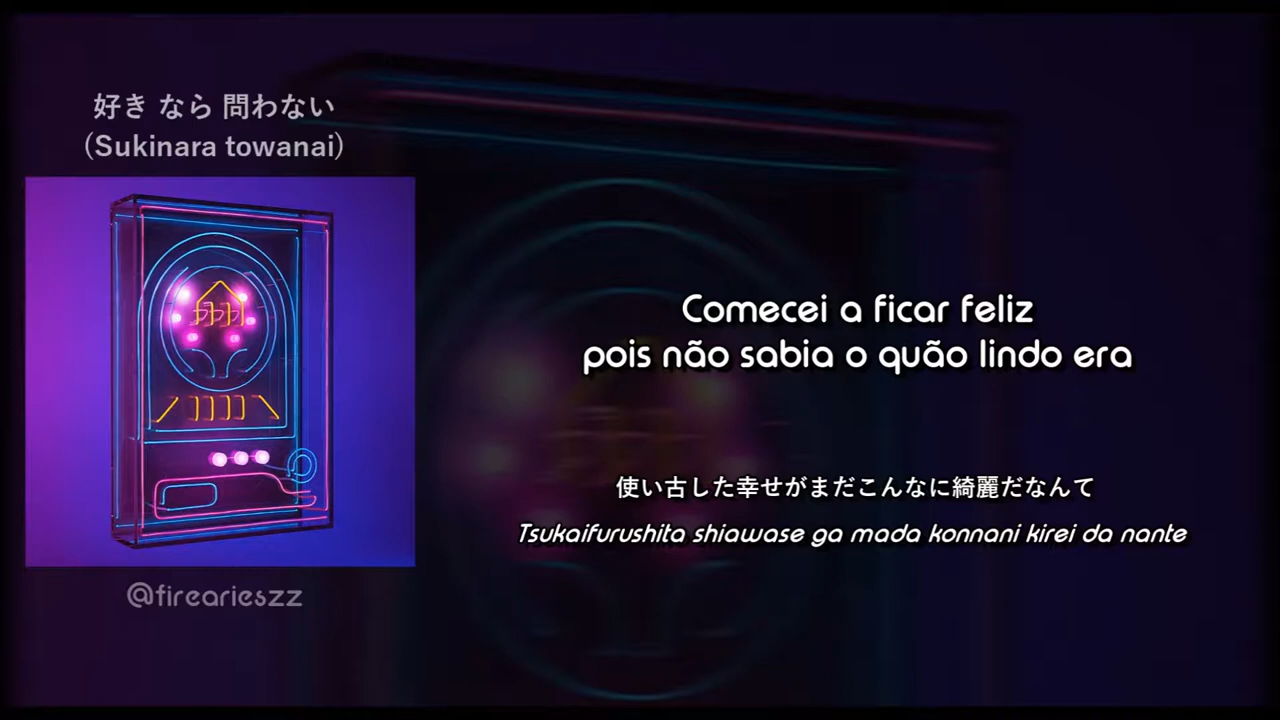 好き なら 問わない
(Sukinara towanai)
@firearieszz
Comecei a ficar feliz
pois não sabia o quão lindo era
使い古した幸せがまだこんなに綺麗だなんて
Tsukaifurushita shiawase ga mada konnani kirei da nante